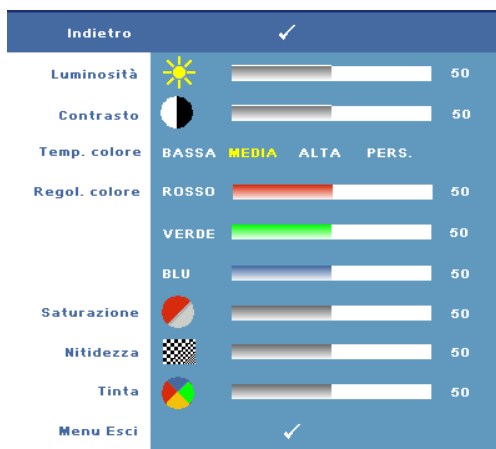 Indietro
Luminosità 50
Contrasto 50
Temp. colore BASSA MEDIA ALTA PERS.
Regol. colore ROSSO 50
VERDE 50
BLU 50
Saturazione 50
Nitidezza 50
Tinta 50
Menu Esci